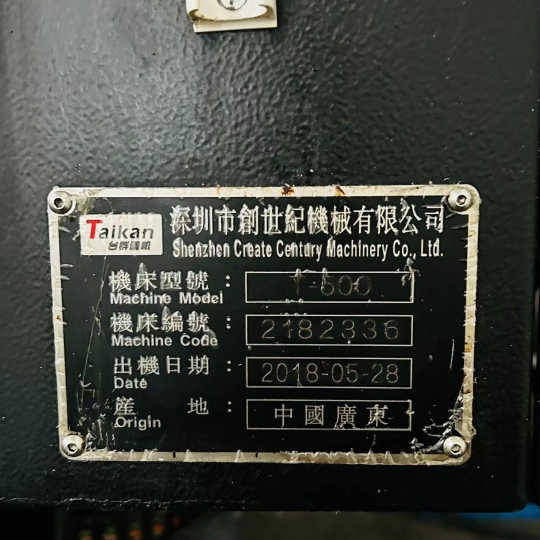 Taikan
台群機械
深圳市創世紀機械有限公司
Shenzhen Create Century Machinery Co., Ltd.
機床型號： T-500
Machine Model
機床編號： 2182336
Machine Code
出機日期： 2018-05-28
Date
産地： 中國廣東
Origin